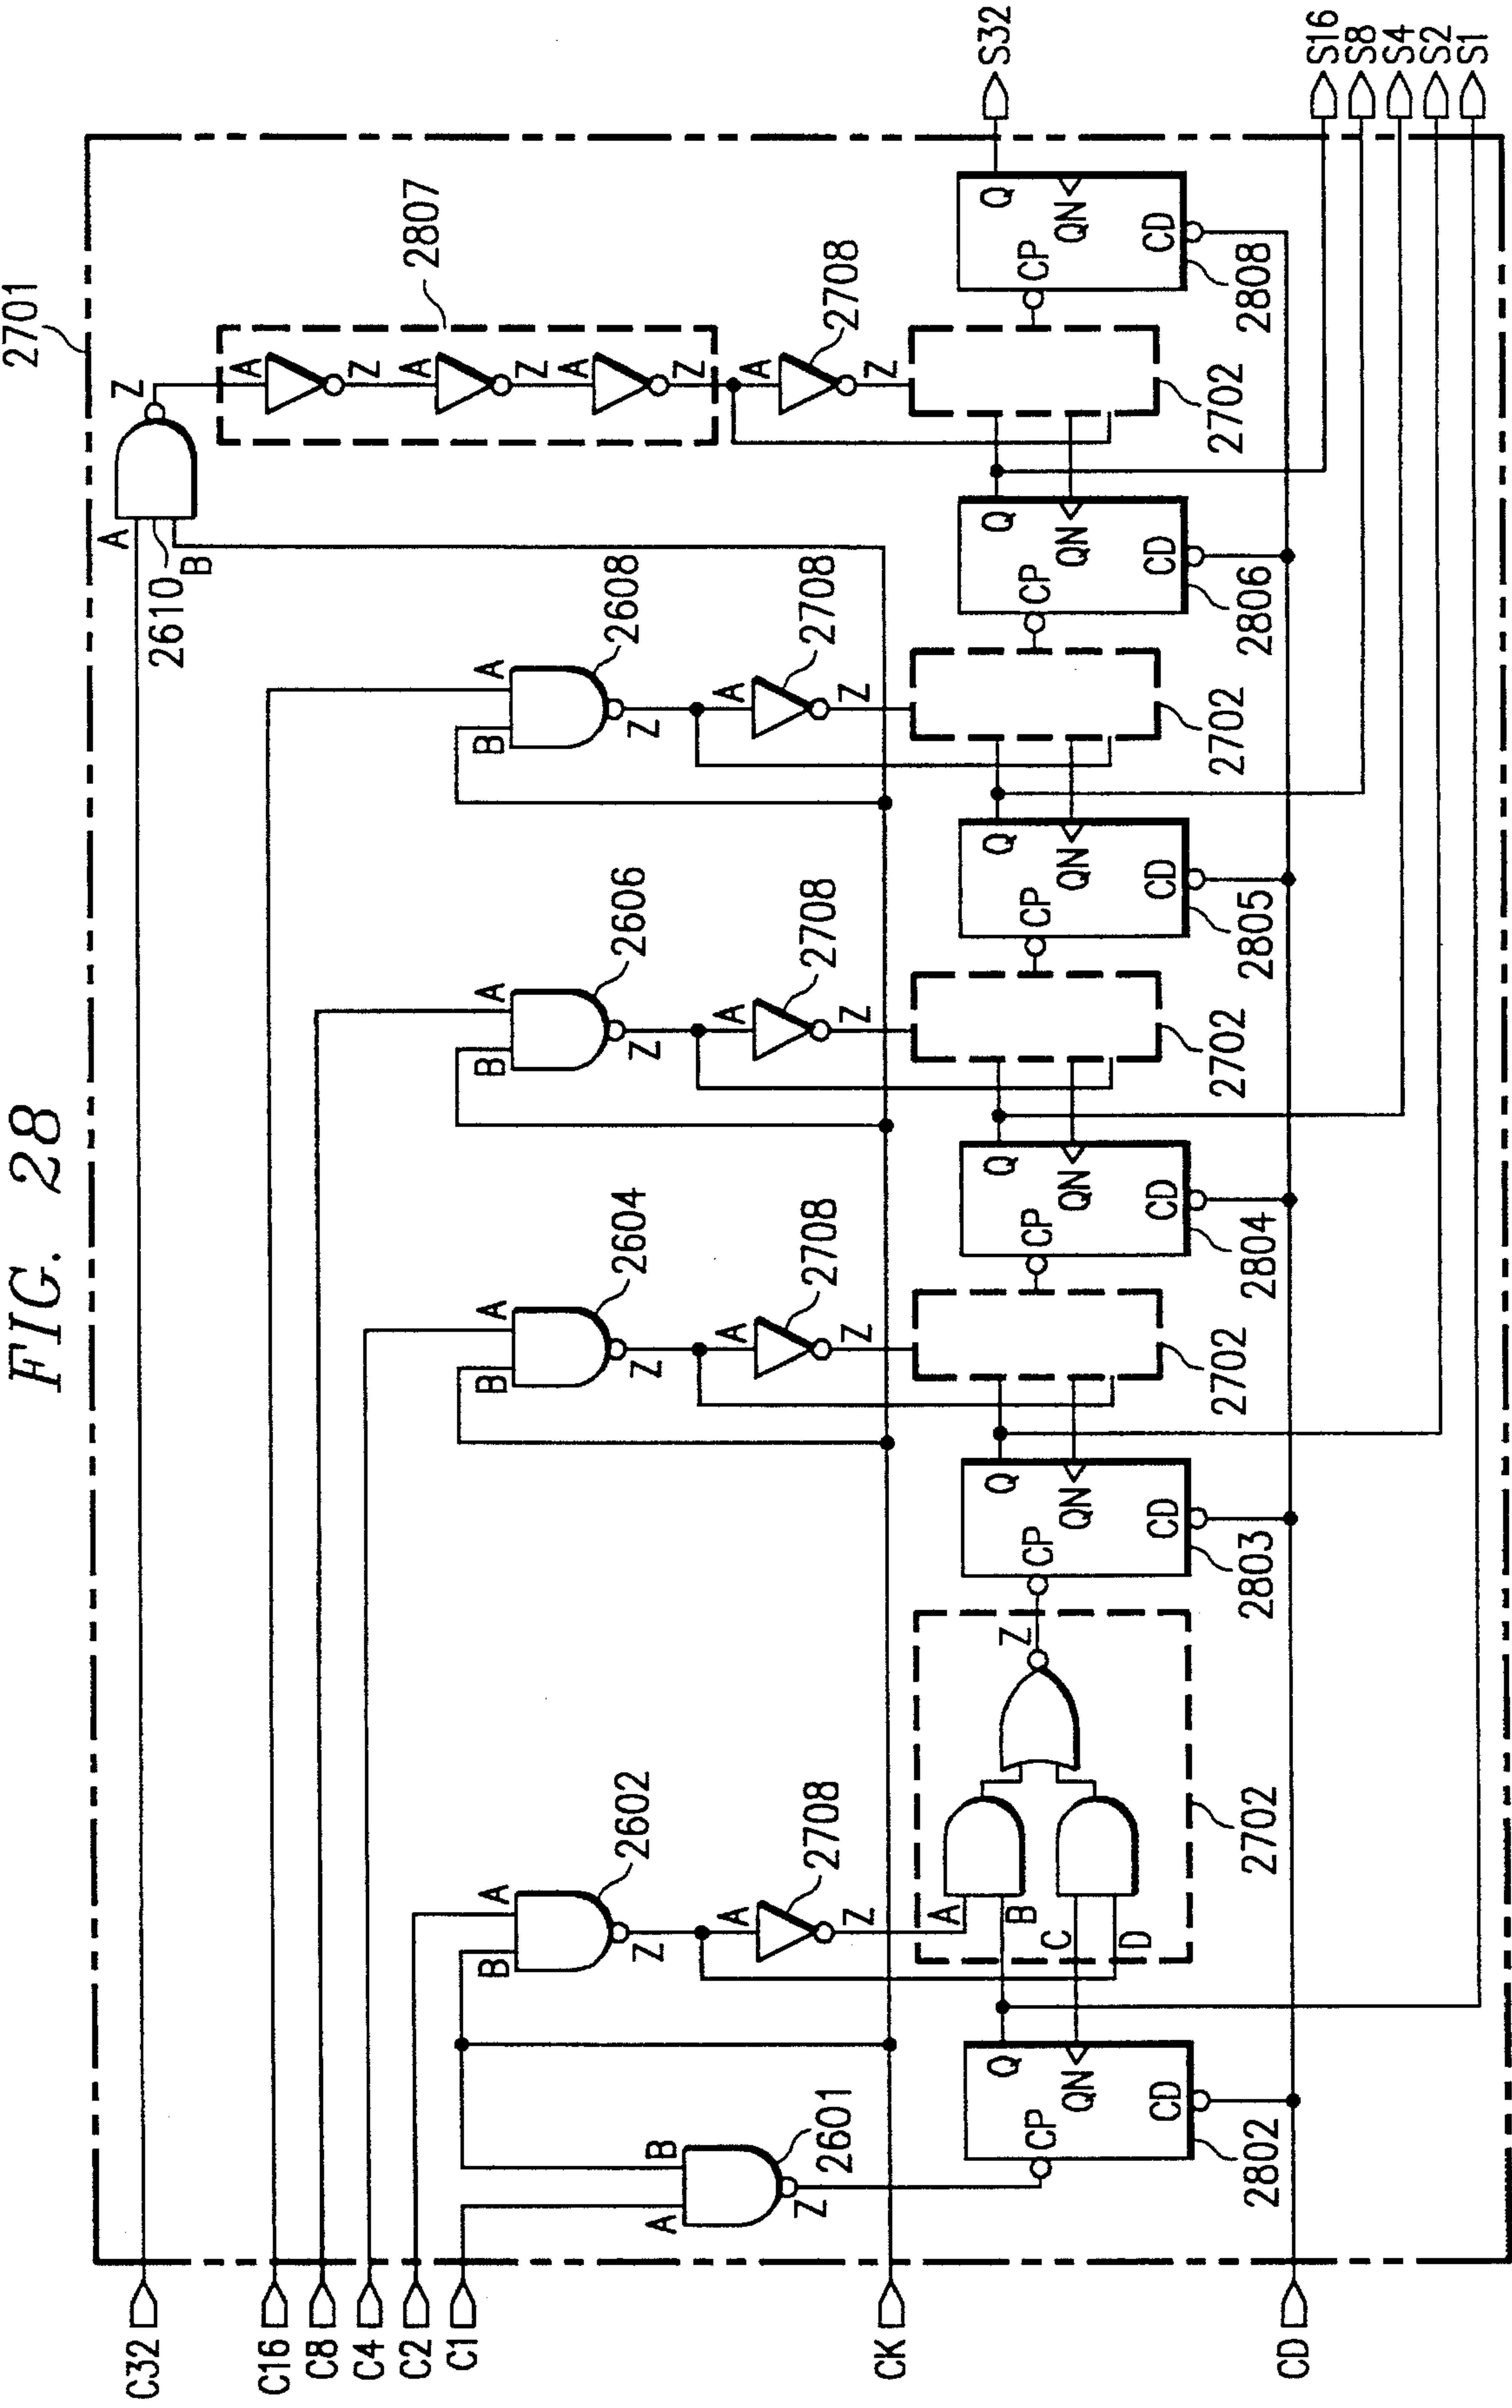 FIG. 28
2701
C32
C16
C8
C4
C2
C1
CK
CD
A
2610
B
Z
2807
A
Z
A
Z
A
Z
A
2708
Z
2702
B
A
2608
Z
A
2708
Z
2702
B
A
2606
Z
A
2708
Z
2702
B
A
2604
Z
A
2708
Z
2702
B
A
2602
Z
A
2708
Z
A
B
C
D
Z
2702
A
B
2601
Z
CP
Q
QN
CD
2802
CP
Q
QN
CD
2803
CP
Q
QN
CD
2804
CP
Q
QN
CD
2805
CP
Q
QN
CD
2806
CP
Q
QN
CD
2808
S32
S16
S8
S4
S2
S1